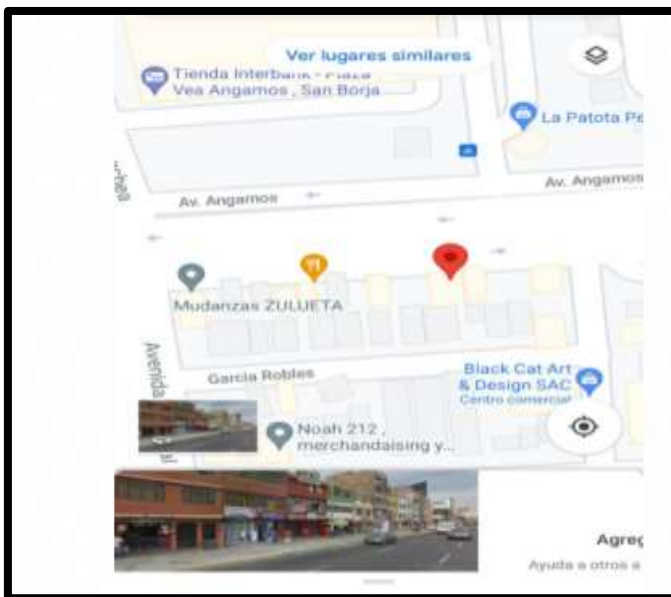 Ver lugares similares
Tienda Interbank - Plaza
Vea Angamos , San Borja
La Patota Pe
Av. Angamos
Av. Angamos
Mudanzas ZULUETA
Avenida
Garcia Robles
Black Cat Art
& Design SAC
Centro comercial
Noah 212 ,
merchandaising y...
Agreg
Ayuda a otros a